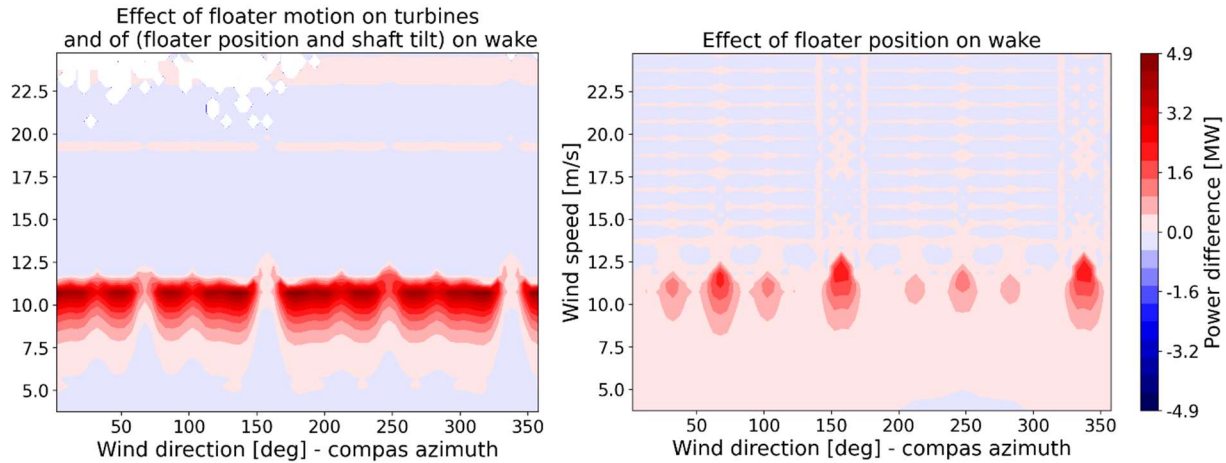 Effect of floater motion on turbines
and of (floater position and shaft tilt) on wake
22.5
20.0
17.5
15.0
12.5
10.0
7.5
5.0
50 100 150 200 250 300 350
Wind direction [deg] - compas azimuth
Effect of floater position on wake
Wind speed [m/s]
22.5
20.0
17.5
15.0
12.5
10.0
7.5
5.0
50 100 150 200 250 300 350
Wind direction [deg] - compas azimuth
4.9
3.2
1.6
0.0
-1.6
-3.2
-4.9
Power difference [MW]